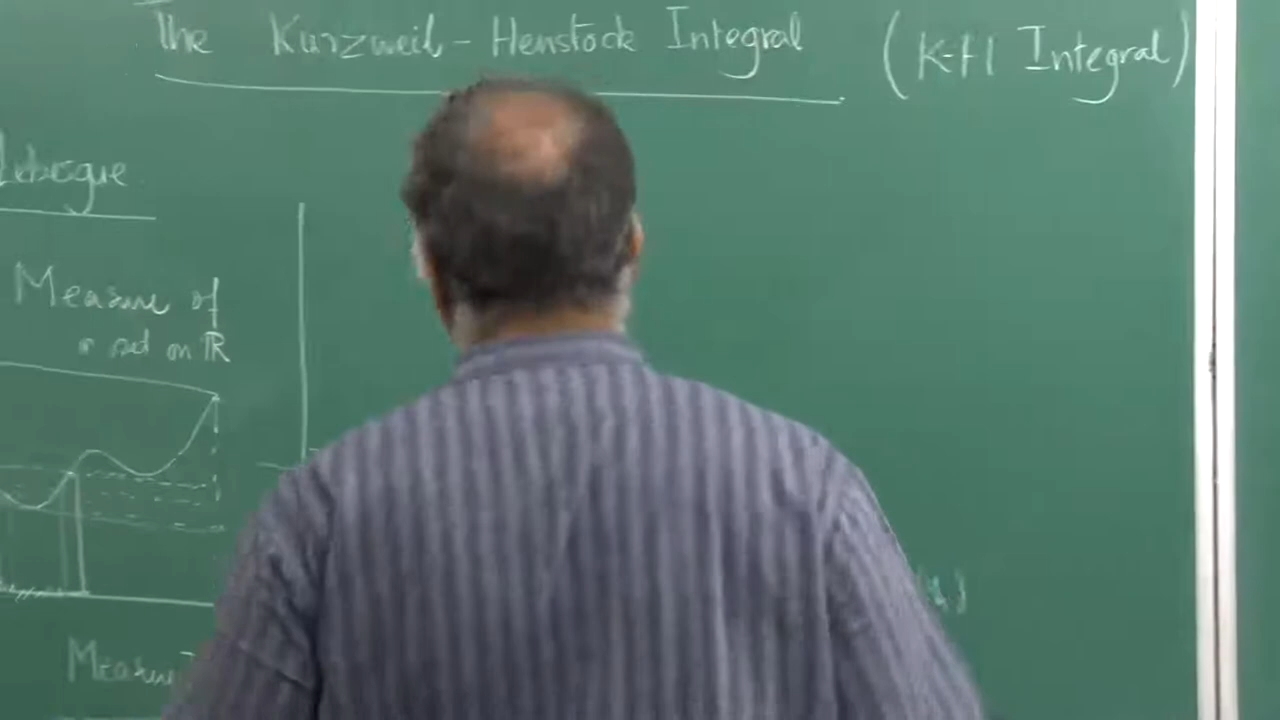 The Kurzweil - Henstock Integral (K-H Integral)
Lebesgue
Measure of
a set on ℝ